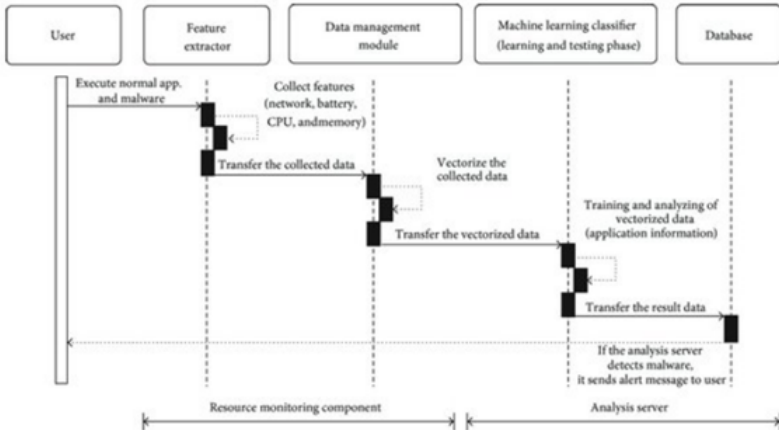 User
Feature
extractor
Data management
module
Machine learning classifier
(learning and testing phase)
Database
Execute normal app.
and malware
Collect features
(network, battery,
CPU, andmemory)
Transfer the collected data
Vectorize the
collected data
Transfer the vectorized data
Training and analyzing of
vectorized data
(application information)
Transfer the result data
If the analysis server
detects malware,
it sends alert message to user
Resource monitoring component
Analysis server